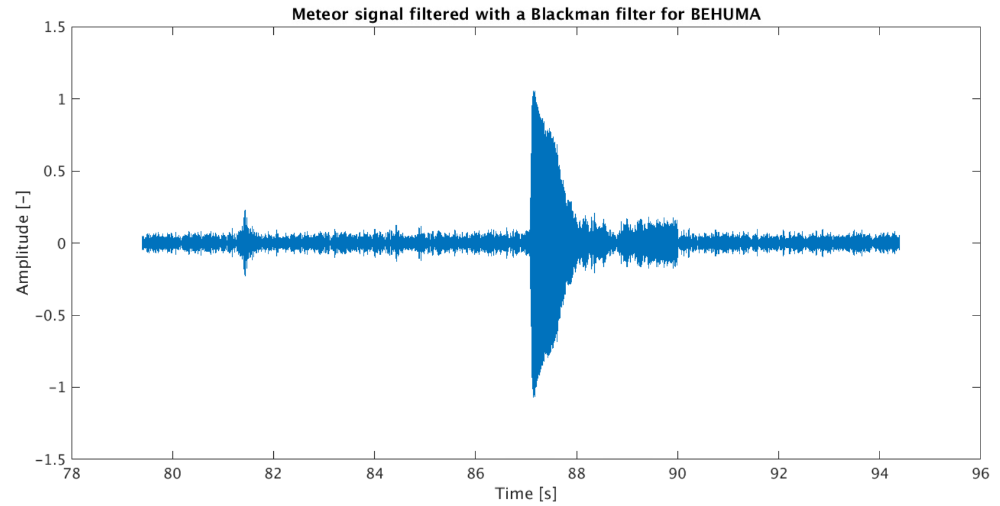 Meteor signal filtered with a Blackman filter for BEHUMA
1.5
1
0.5
0
−0.5
−1
−1.5
Amplitude [–]
78 80 82 84 86 88 90 92 94 96
Time [s]